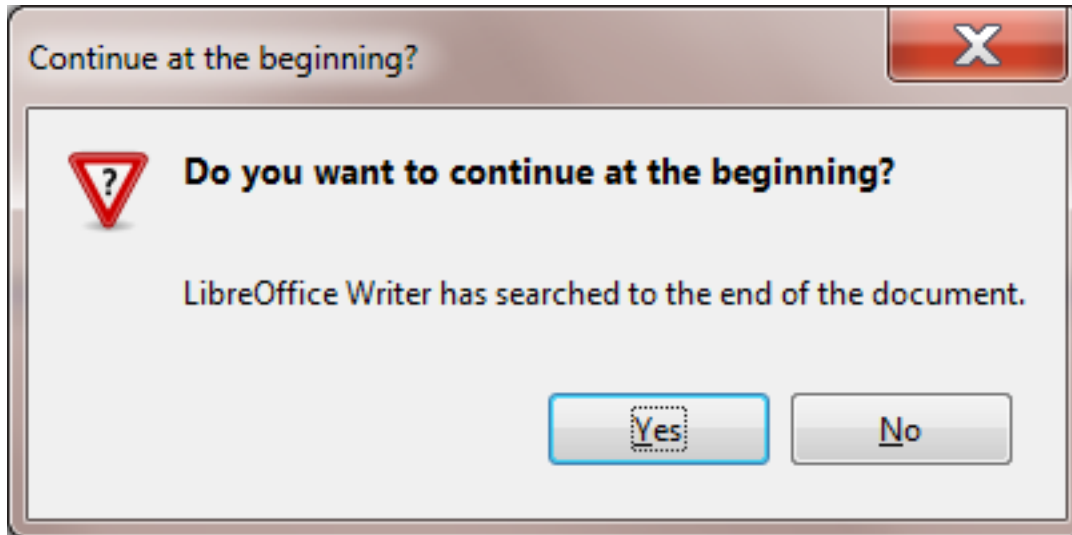 Continue at the beginning?
X
?
Do you want to continue at the beginning?
LibreOffice Writer has searched to the end of the document.
Yes
No